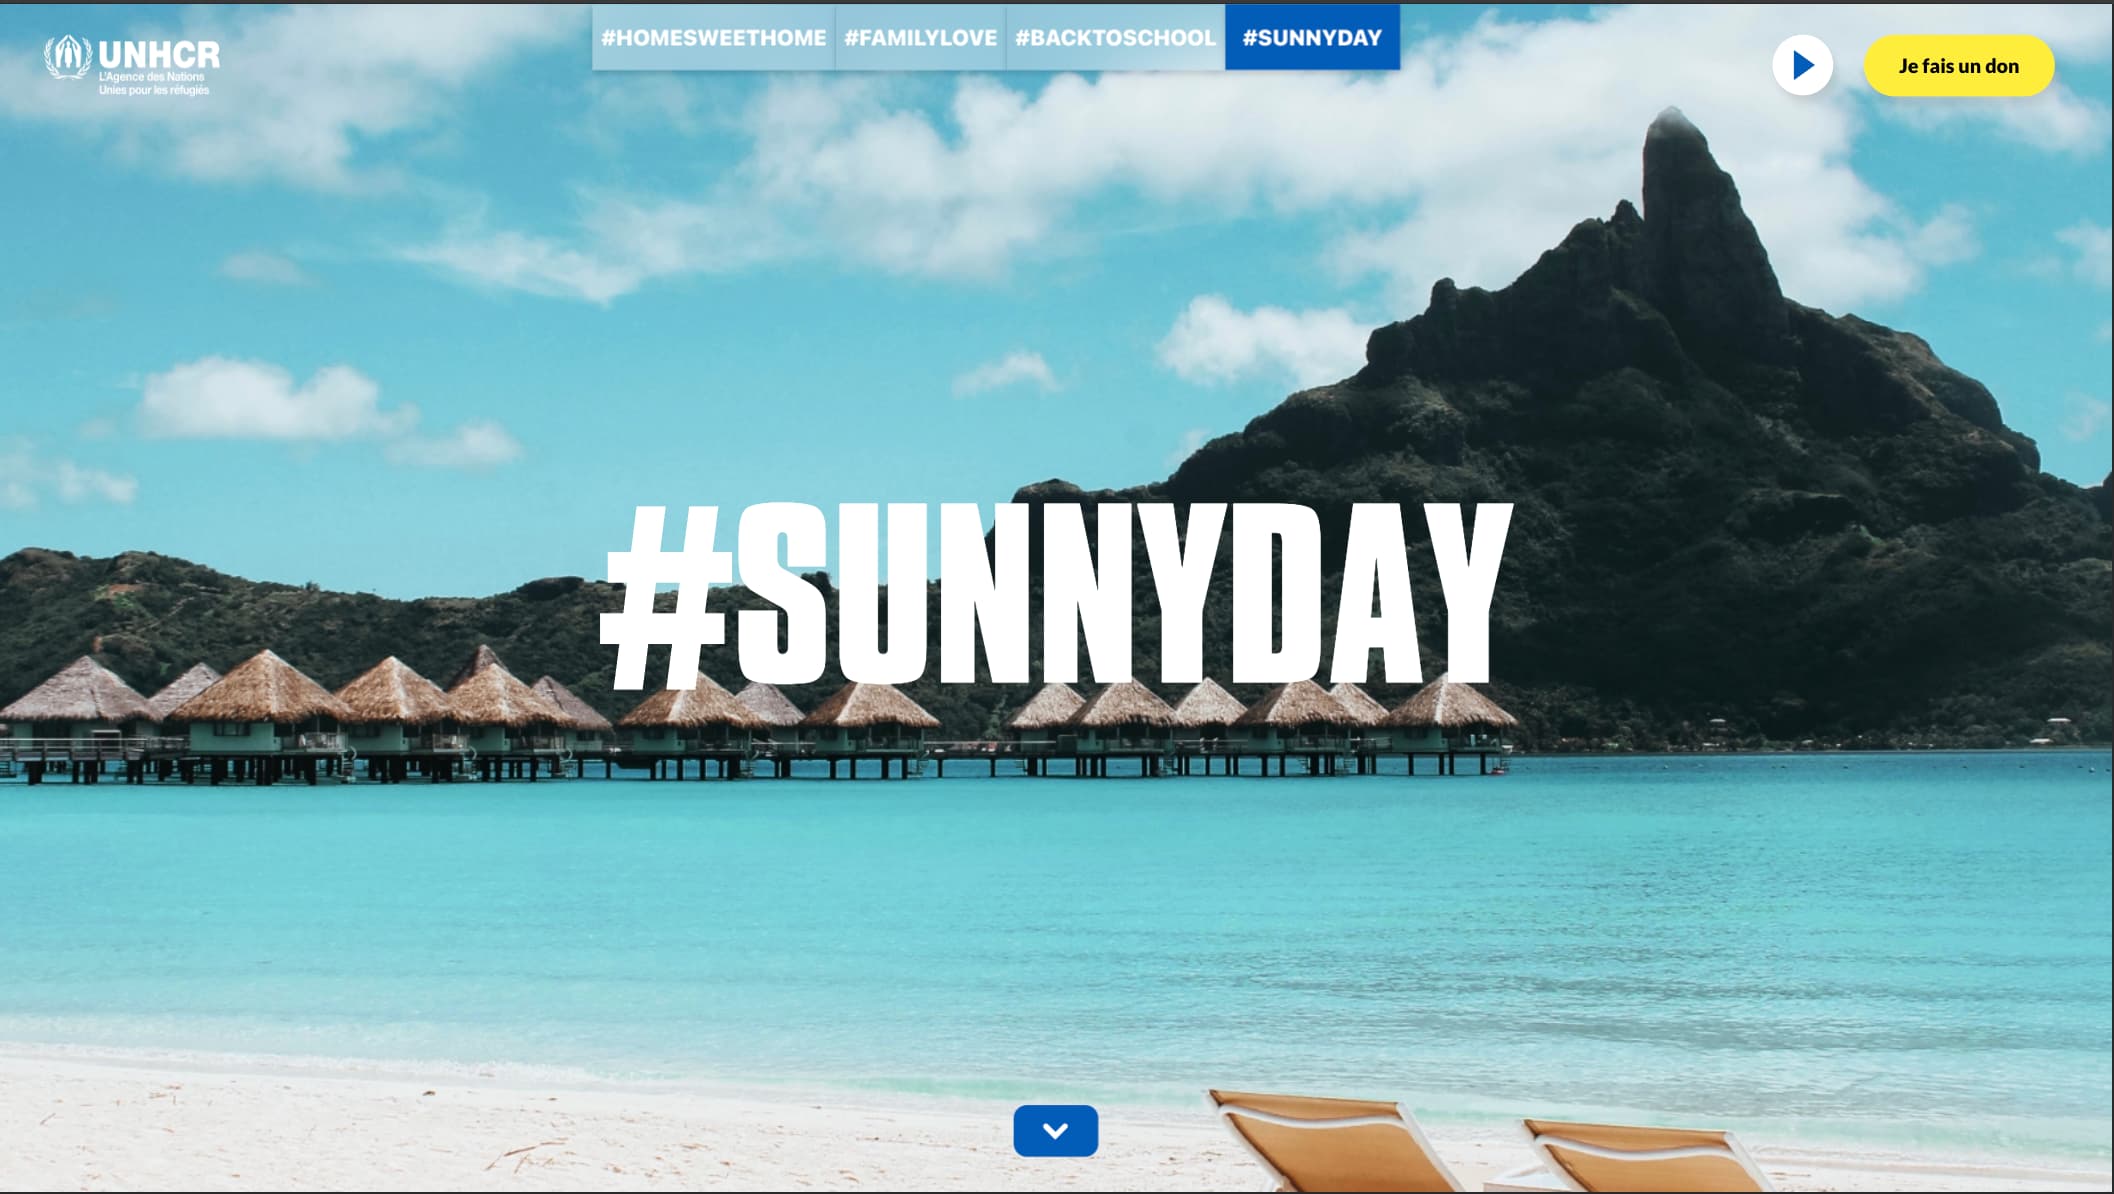 UNHCR
L'Agence des Nations
Unies pour les réfugiés
#HOMESWEETHOME
#FAMILYLOVE
#BACKTOSCHOOL
#SUNNYDAY
Je fais un don
#SUNNYDAY